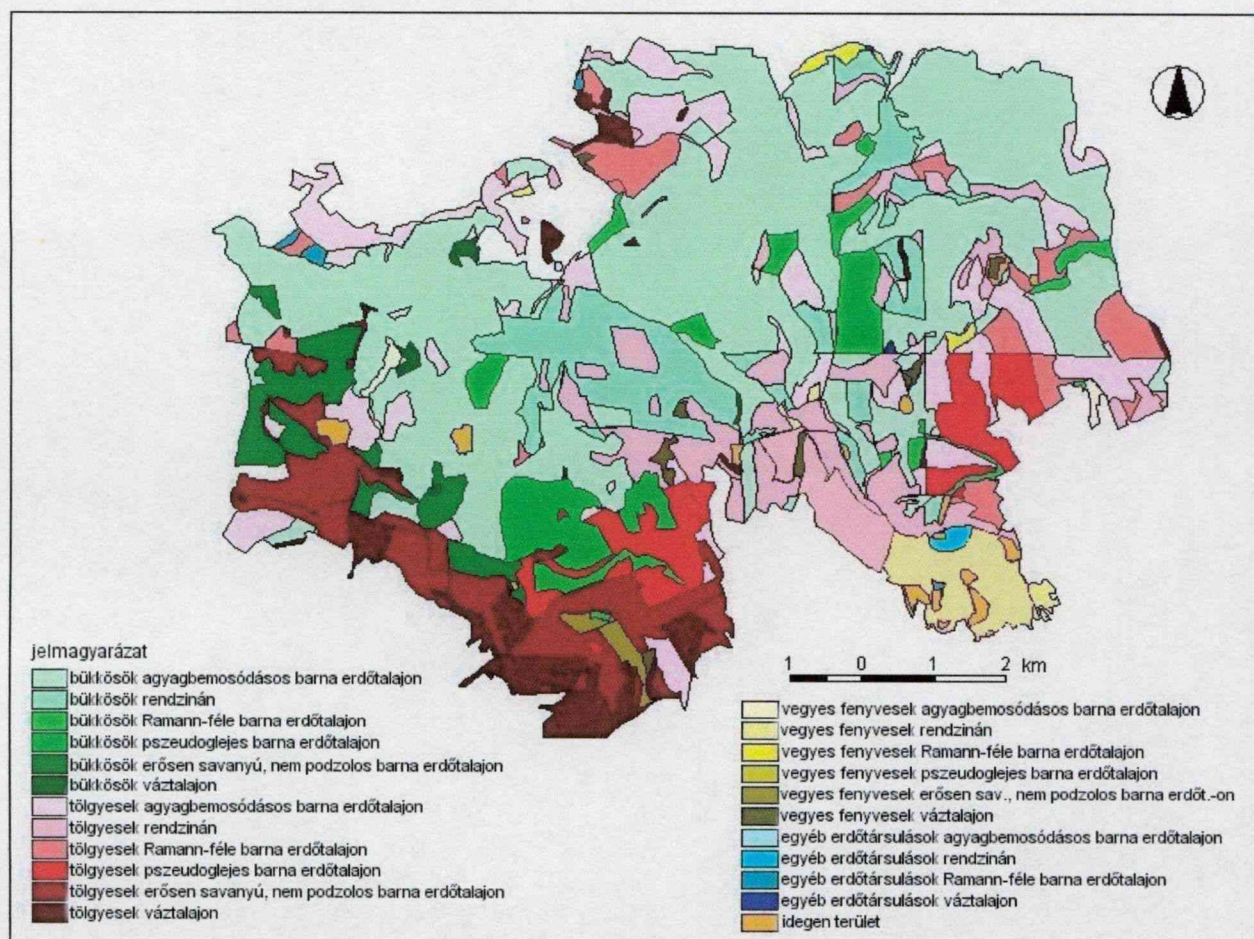 jelmagyarázat
bükkösök agyagbemosódásos barna erdőtalajon
bükkösök rendzinán
bükkösök Ramann-féle barna erdőtalajon
bükkösök pszeudoglejes barna erdőtalajon
bükkösök erősen savanyú, nem podzolos barna erdőtalajon
bükkösök váztalajon
tölgyesek agyagbemosódásos barna erdőtalajon
tölgyesek rendzinán
tölgyesek Ramann-féle barna erdőtalajon
tölgyesek pszeudoglejes barna erdőtalajon
tölgyesek erősen savanyú, nem podzolos barna erdőtalajon
tölgyesek váztalajon
1 0 1 2 km
vegyes fenyvesek agyagbemosódásos barna erdőtalajon
vegyes fenyvesek rendzinán
vegyes fenyvesek Ramann-féle barna erdőtalajon
vegyes fenyvesek pszeudoglejes barna erdőtalajon
vegyes fenyvesek erősen sav., nem podzolos barna erdőt.-on
vegyes fenyvesek váztalajon
egyéb erdőtársulások agyagbemosódásos barna erdőtalajon
egyéb erdőtársulások rendzinán
egyéb erdőtársulások Ramann-féle barna erdőtalajon
egyéb erdőtársulások váztalajon
idegen terület